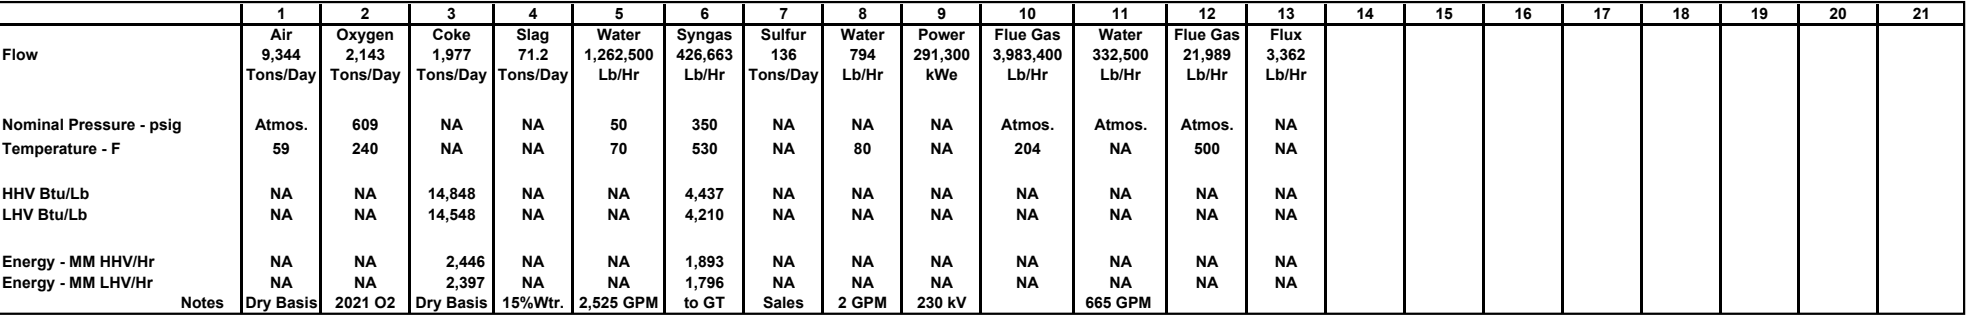 1 2 3 4 5 6 7 8 9 10 11 12 13 14 15 16 17 18 19 20 21
Air Oxygen Coke Slag Water Syngas Sulfur Water Power Flue Gas Water Flue Gas Flux
Flow 9,344 2,143 1,977 71.2 1,262,500 426,663 136 794 291,300 3,983,400 332,500 21,989 3,362
Tons/Day Tons/Day Tons/Day Tons/Day Lb/Hr Lb/Hr Tons/Day Lb/Hr kWe Lb/Hr Lb/Hr Lb/Hr Lb/Hr
Nominal Pressure - psig Atmos. 609 NA NA 50 350 NA NA NA Atmos. Atmos. Atmos. NA
Temperature - F 59 240 NA NA 70 530 NA 80 NA 204 NA 500 NA
HHV Btu/Lb NA NA 14,848 NA NA 4,437 NA NA NA NA NA NA NA
LHV Btu/Lb NA NA 14,548 NA NA 4,210 NA NA NA NA NA NA NA
Energy - MM HHV/Hr NA NA 2,446 NA NA 1,893 NA NA NA NA NA NA NA
Energy - MM LHV/Hr NA NA 2,397 NA NA 1,796 NA NA NA NA NA NA NA
Notes Dry Basis 2021 O2 Dry Basis 15%Wtr. 2,525 GPM to GT Sales 2 GPM 230 kV 665 GPM